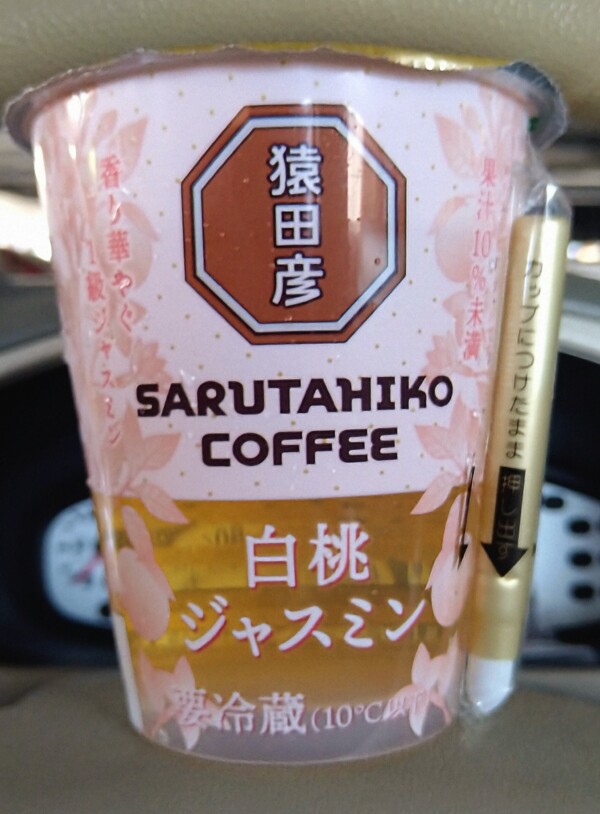 猿田彦
SARUTAHIKO
COFFEE
香り華やぐ
1級ジャスミン
果汁10%未満
白桃
ジャスミン
要冷蔵(10℃以下)
カップにつけたまま
押し出す